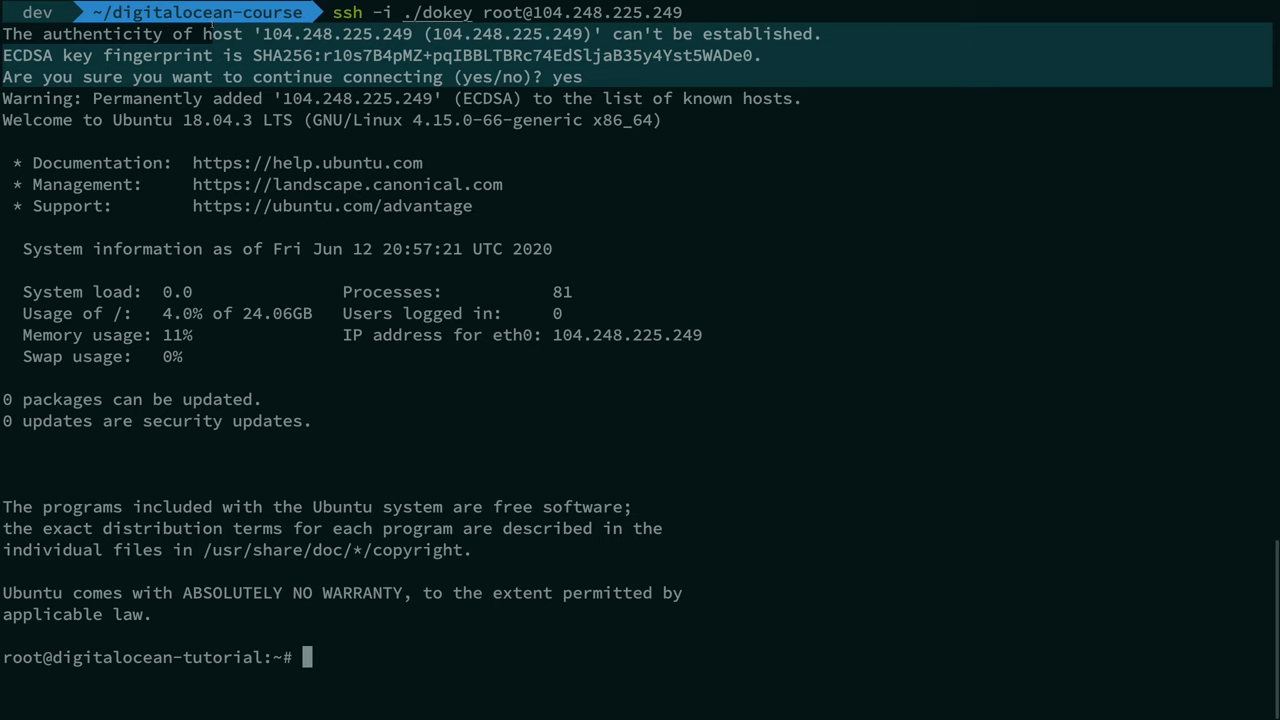 dev ~/digitalocean-course ssh -i ./dokey root@104.248.225.249
The authenticity of host '104.248.225.249 (104.248.225.249)' can't be established.
ECDSA key fingerprint is SHA256:r10s7B4pMZ+pqIBBLTBRc74EdSljaB35y4Yst5WADe0.
Are you sure you want to continue connecting (yes/no)? yes
Warning: Permanently added '104.248.225.249' (ECDSA) to the list of known hosts.
Welcome to Ubuntu 18.04.3 LTS (GNU/Linux 4.15.0-66-generic x86_64)
* Documentation: https://help.ubuntu.com
* Management: https://landscape.canonical.com
* Support: https://ubuntu.com/advantage
System information as of Fri Jun 12 20:57:21 UTC 2020
System load: 0.0 Processes: 81
Usage of /: 4.0% of 24.06GB Users logged in: 0
Memory usage: 11% IP address for eth0: 104.248.225.249
Swap usage: 0%
0 packages can be updated.
0 updates are security updates.
The programs included with the Ubuntu system are free software;
the exact distribution terms for each program are described in the
individual files in /usr/share/doc/*/copyright.
Ubuntu comes with ABSOLUTELY NO WARRANTY, to the extent permitted by
applicable law.
root@digitalocean-tutorial:~#